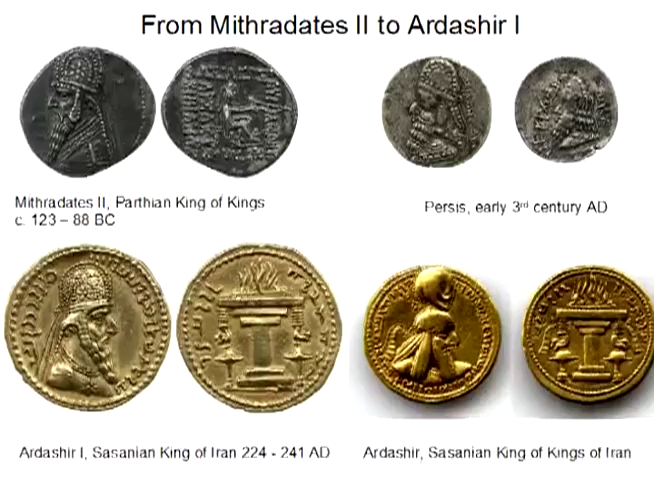 From Mithradates II to Ardashir I
Mithradates II, Parthian King of Kings
c. 123 – 88 BC
Persis, early 3rd century AD
Ardashir I, Sasanian King of Iran 224 - 241 AD
Ardashir, Sasanian King of Kings of Iran